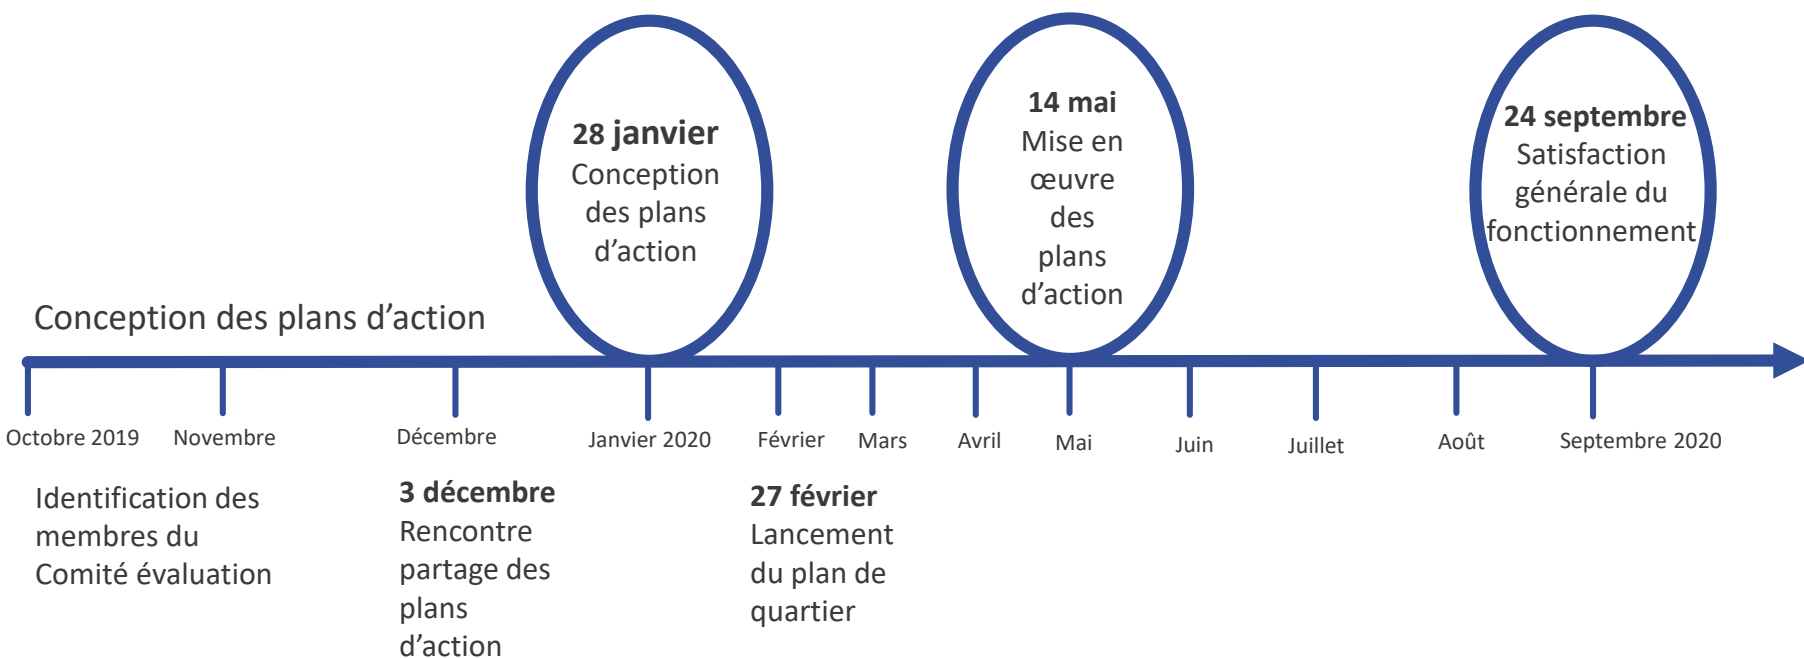 28 janvier
Conception
des plans
d’action
14 mai
Mise en
œuvre
des
plans
d’action
24 septembre
Satisfaction
générale du
fonctionnement
Conception des plans d’action
Octobre 2019
Novembre
Décembre
Janvier 2020
Février
Mars
Avril
Mai
Juin
Juillet
Août
Septembre 2020
Identification des
membres du
Comité évaluation
3 décembre
Rencontre
partage des
plans
d’action
27 février
Lancement
du plan de
quartier